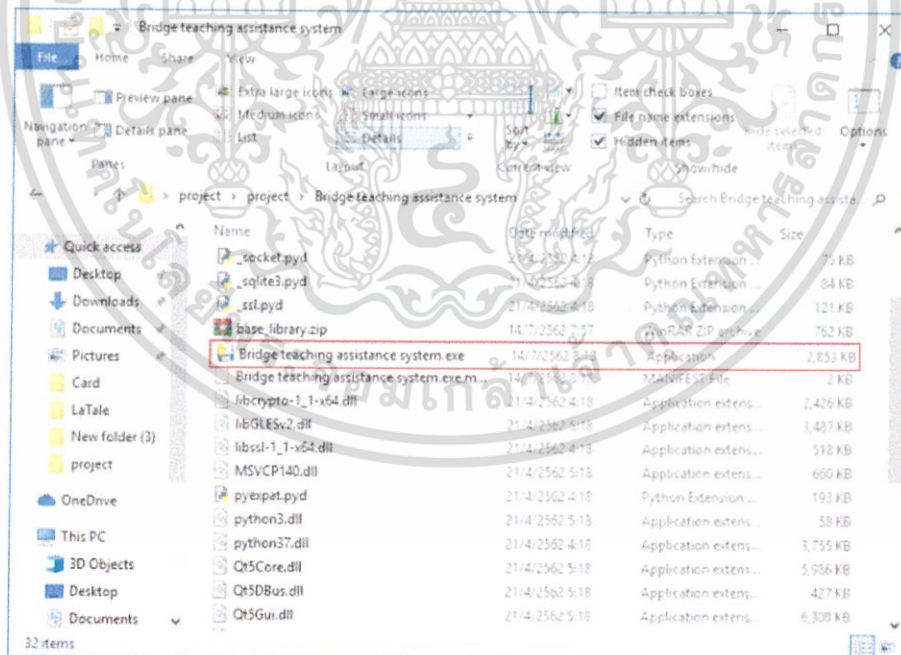 Bridge teaching assistance system
File Home Share View
Navigation pane
Preview pane
Details pane
Panes
Extra large icons Large icons
Medium icons Small icons
List Details
Layout
Sort by
Current view
Item check boxes
File name extensions
Hidden items
Show/hide
selected
Options
project › project › Bridge teaching assistance system
Search Bridge teaching assista...
Name Date modified Type Size
Quick access
Desktop
Downloads
Documents
Pictures
Card
LaTale
New folder (3)
project
OneDrive
This PC
3D Objects
Desktop
Documents
_socket.pyd 21/4/2562 4:18 Python Extension ... 75 KB
_sqlite3.pyd 21/4/2562 4:18 Python Extension ... 84 KB
_ssl.pyd 21/4/2562 4:18 Python Extension ... 121 KB
base_library.zip 14/7/2562 7:57 WinRAR ZIP archive 762 KB
Bridge teaching assistance system.exe 14/7/2562 8:18 Application 2,853 KB
Bridge teaching assistance system.exe.m... MANIFEST File 2 KB
libcrypto-1_1-x64.dll 21/4/2562 4:18 Application extens... 2,426 KB
libGLESv2.dll 21/4/2562 5:18 Application extens... 3,487 KB
libssl-1_1-x64.dll 21/4/2562 4:18 Application extens... 518 KB
MSVCP140.dll 21/4/2562 5:18 Application extens... 660 KB
pyexpat.pyd 21/4/2562 4:18 Python Extension ... 193 KB
python3.dll 21/4/2562 5:18 Application extens... 58 KB
python37.dll 21/4/2562 4:18 Application extens... 3,755 KB
Qt5Core.dll 21/4/2562 5:18 Application extens... 5,986 KB
Qt5DBus.dll 21/4/2562 5:18 Application extens... 427 KB
Qt5Gui.dll 21/4/2562 5:18 Application extens... 6,308 KB
32 items